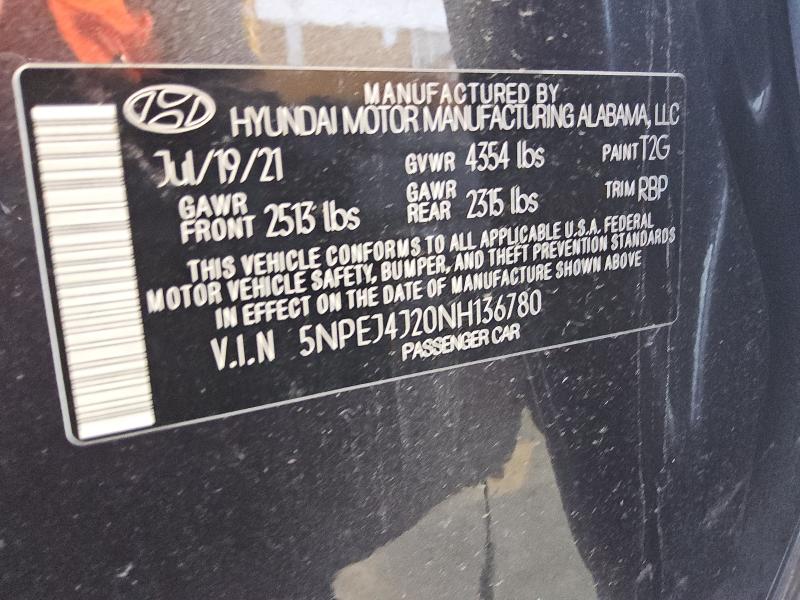 MANUFACTURED BY
HYUNDAI MOTOR MANUFACTURING ALABAMA, LLC
Jul/19/21 GVWR 4354 lbs PAINT T2G
GAWR FRONT 2513 lbs GAWR REAR 2315 lbs TRIM RBP
THIS VEHICLE CONFORMS TO ALL APPLICABLE U.S.A. FEDERAL
MOTOR VEHICLE SAFETY, BUMPER, AND THEFT PREVENTION STANDARDS
IN EFFECT ON THE DATE OF MANUFACTURE SHOWN ABOVE
V.I.N 5NPEJ4J20NH136780
PASSENGER CAR